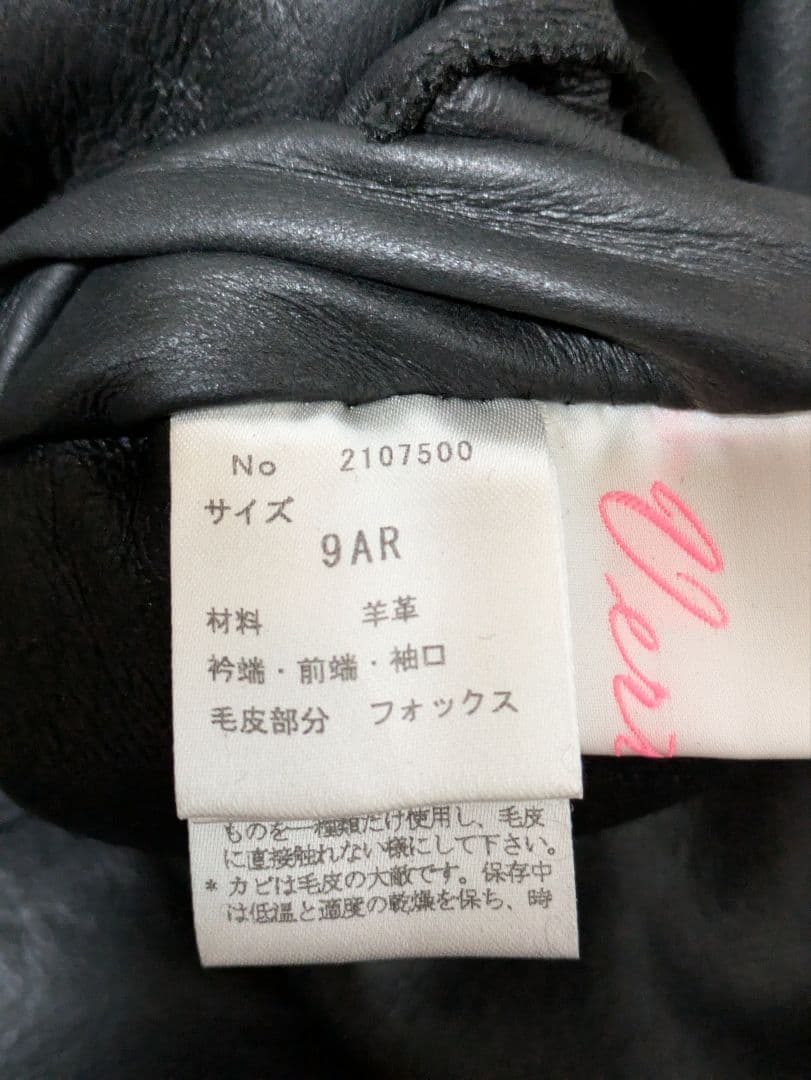 No 2107500
サイズ
9AR
材料 羊革
衿端・前端・袖口
毛皮部分 フォックス
ものを一種類だけ使用し、毛皮
に直接触れない様にして下さい。
* カビは毛皮の大敵です。保存中
は低温と適度の乾燥を保ち、時